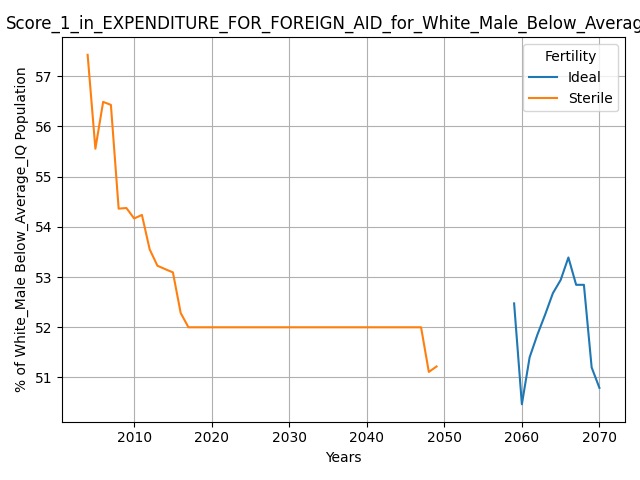 Score_1_in_EXPENDITURE_FOR_FOREIGN_AID_for_White_Male_Below_Averag
Fertility
Ideal
Sterile
% of White_Male Below_Average_IQ Population
57
56
55
54
53
52
51
2010 2020 2030 2040 2050 2060 2070
Years